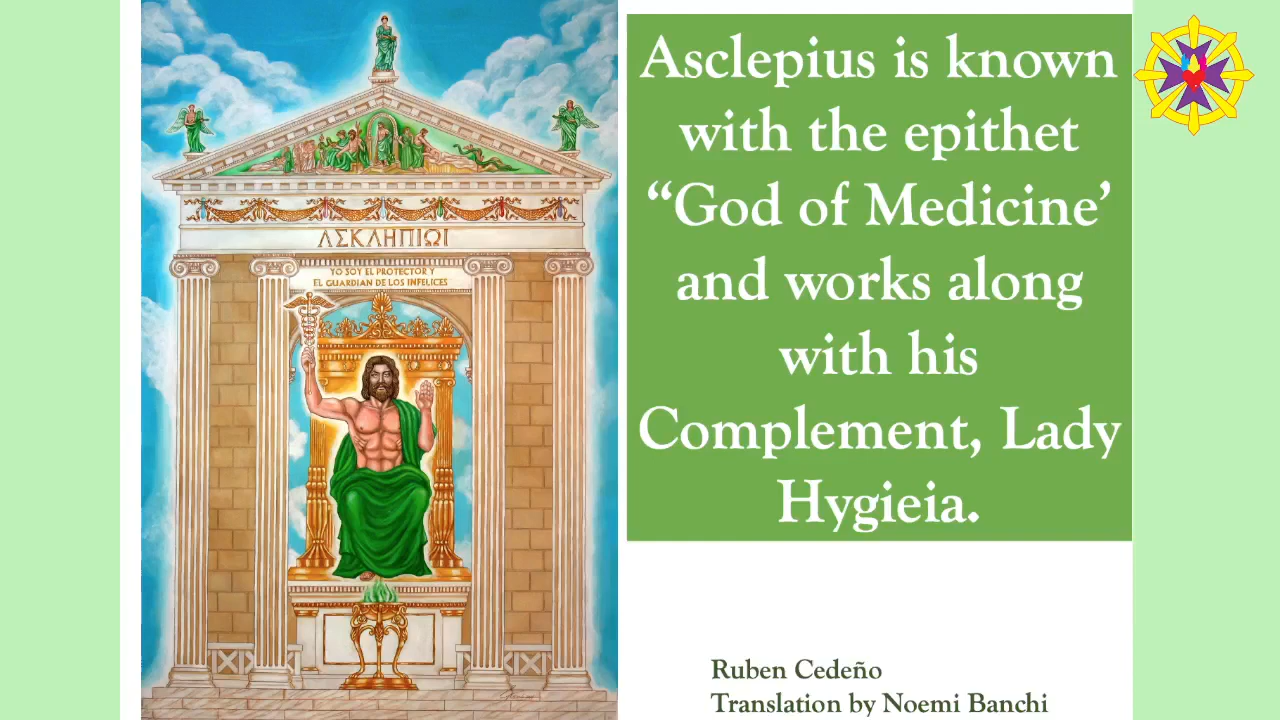 ΑΣΚΛΗΠΙΩΙ
YO SOY EL PROTECTOR Y
EL GUARDIAN DE LOS INFELICES
Asclepius is known
with the epithet
“God of Medicine’
and works along
with his
Complement, Lady
Hygieia.
Ruben Cedeño
Translation by Noemi Banchi